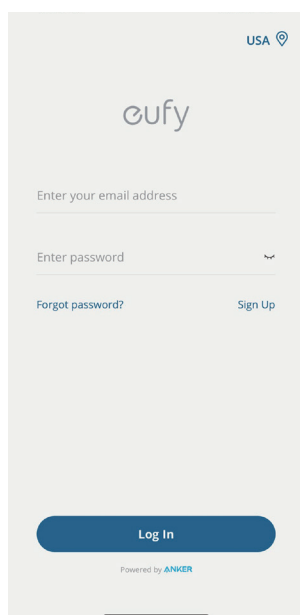 USA
eufy
Enter your email address
Enter password
Forgot password? Sign Up
Log In
Powered by ANKER